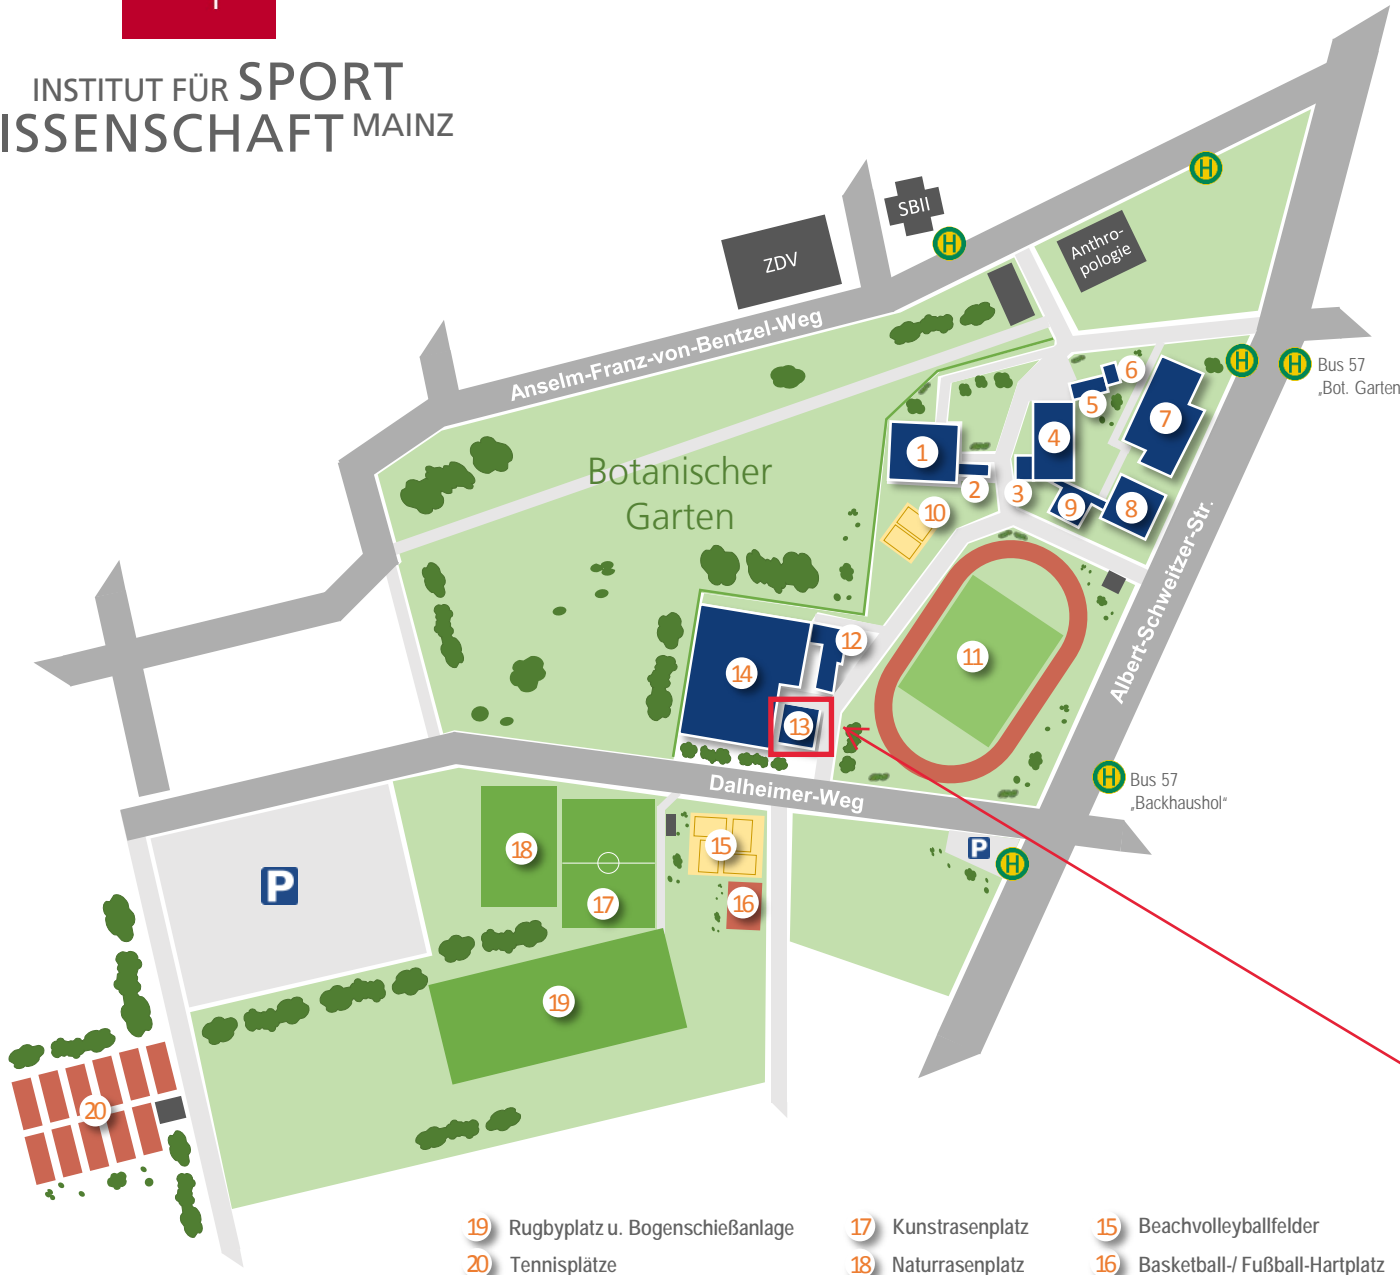 INSTITUT FÜR SPORT
ISSENSCHAFT MAINZ
H
SBII
H
ZDV
Anthro-
pologie
Anselm-Franz-von-Bentzel-Weg
H
H
Bus 57
„Bot. Garten
6
5
7
4
1
2
3
9
8
10
Botanischer
Garten
Albert-Schweitzer-Str.
12
11
14
13
Dalheimer-Weg
H
Bus 57
„Backhaushol“
P
H
18
15
P
17
16
19
20
19 Rugbyplatz u. Bogenschießanlage
17 Kunstrasenplatz
15 Beachvolleyballfelder
20 Tennisplätze
18 Naturrasenplatz
16 Basketball-/ Fußball-Hartplatz